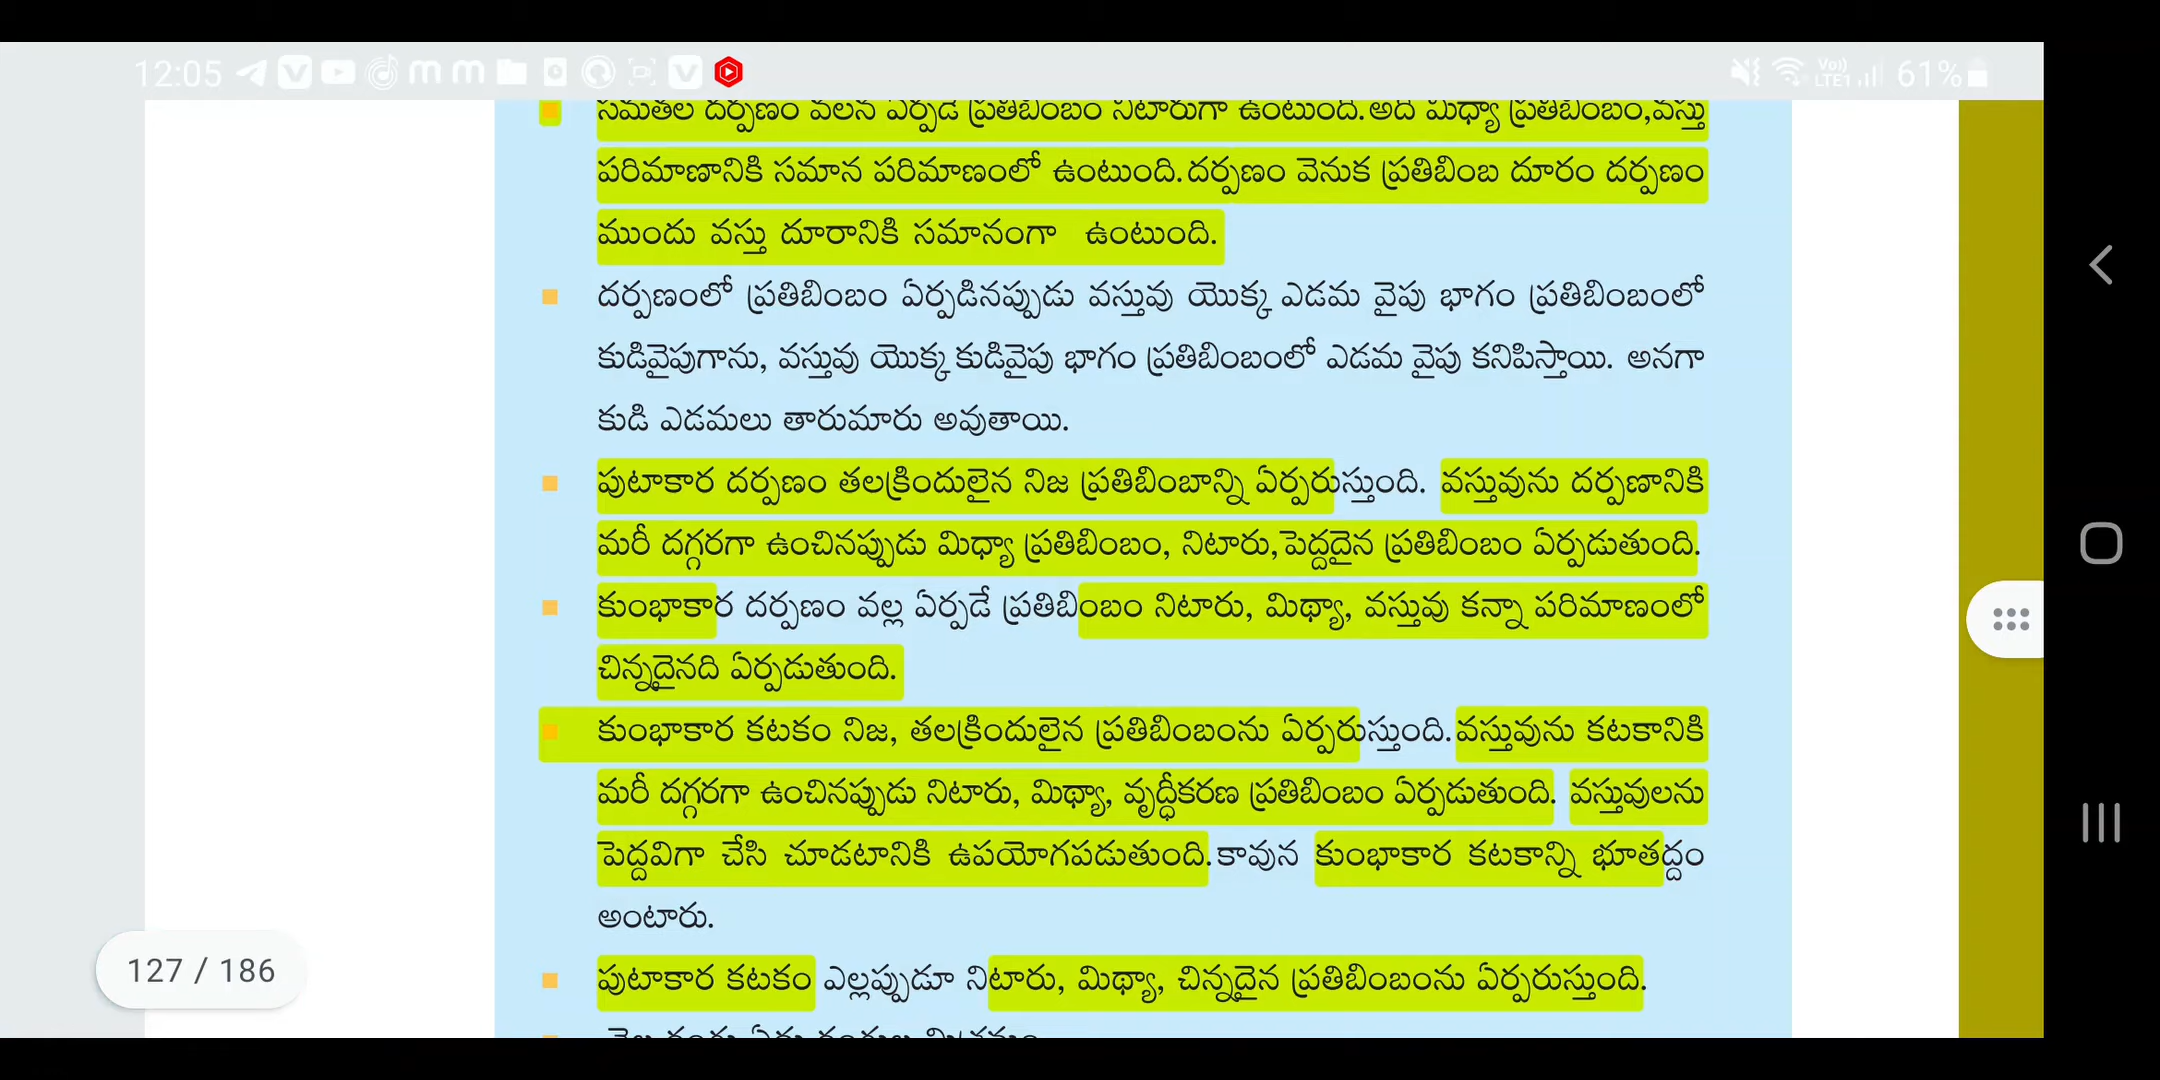 12:05
Vo)) LTE1 61%
సమతల దర్పణం వలన ఏర్పడే ప్రతిబింబం నిటారుగా ఉంటుంది.అది మిధ్యా ప్రతిబింబం,వస్తు
పరిమాణానికి సమాన పరిమాణంలో ఉంటుంది.దర్పణం వెనుక ప్రతిబింబ దూరం దర్పణం
ముందు వస్తు దూరానికి సమానంగా ఉంటుంది.
దర్పణంలో ప్రతిబింబం ఏర్పడినప్పుడు వస్తువు యొక్క ఎడమ వైపు భాగం ప్రతిబింబంలో
కుడివైపుగాను, వస్తువు యొక్క కుడివైపు భాగం ప్రతిబింబంలో ఎడమ వైపు కనిపిస్తాయి. అనగా
కుడి ఎడమలు తారుమారు అవుతాయి.
పుటాకార దర్పణం తలక్రిందులైన నిజ ప్రతిబింబాన్ని ఏర్పరుస్తుంది. వస్తువును దర్పణానికి
మరీ దగ్గరగా ఉంచినప్పుడు మిధ్యా ప్రతిబింబం, నిటారు,పెద్దదైన ప్రతిబింబం ఏర్పడుతుంది.
కుంభాకార దర్పణం వల్ల ఏర్పడే ప్రతిబింబం నిటారు, మిథ్యా, వస్తువు కన్నా పరిమాణంలో
చిన్నదైనది ఏర్పడుతుంది.
కుంభాకార కటకం నిజ, తలక్రిందులైన ప్రతిబింబంను ఏర్పరుస్తుంది.వస్తువును కటకానికి
మరీ దగ్గరగా ఉంచినప్పుడు నిటారు, మిథ్యా, వృద్ధీకరణ ప్రతిబింబం ఏర్పడుతుంది. వస్తువులను
పెద్దవిగా చేసి చూడటానికి ఉపయోగపడుతుంది.కావున కుంభాకార కటకాన్ని భూతద్దం
అంటారు.
పుటాకార కటకం ఎల్లప్పుడూ నిటారు, మిథ్యా, చిన్నదైన ప్రతిబింబంను ఏర్పరుస్తుంది.
127 / 186